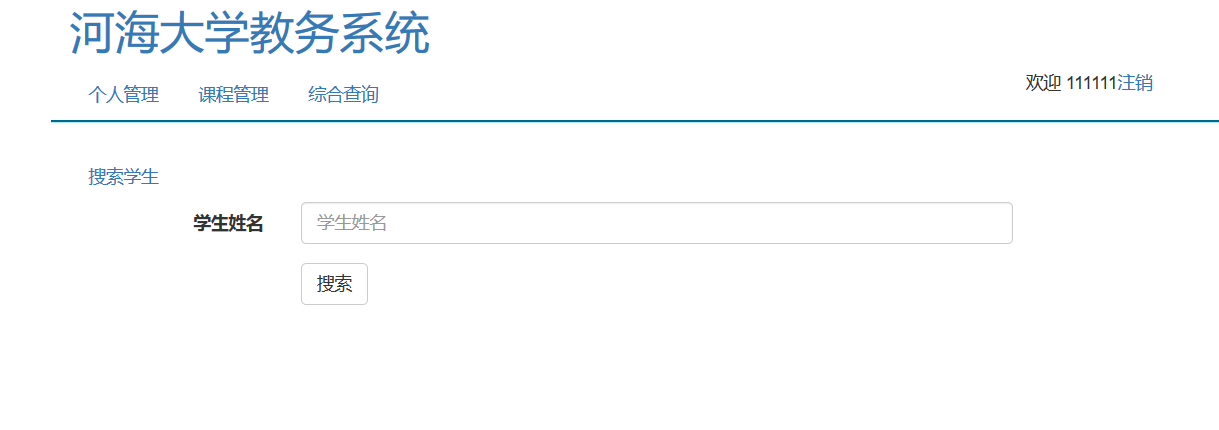 河海大学教务系统
个人管理 课程管理 综合查询
欢迎 111111注销
搜索学生
学生姓名 学生姓名
搜索